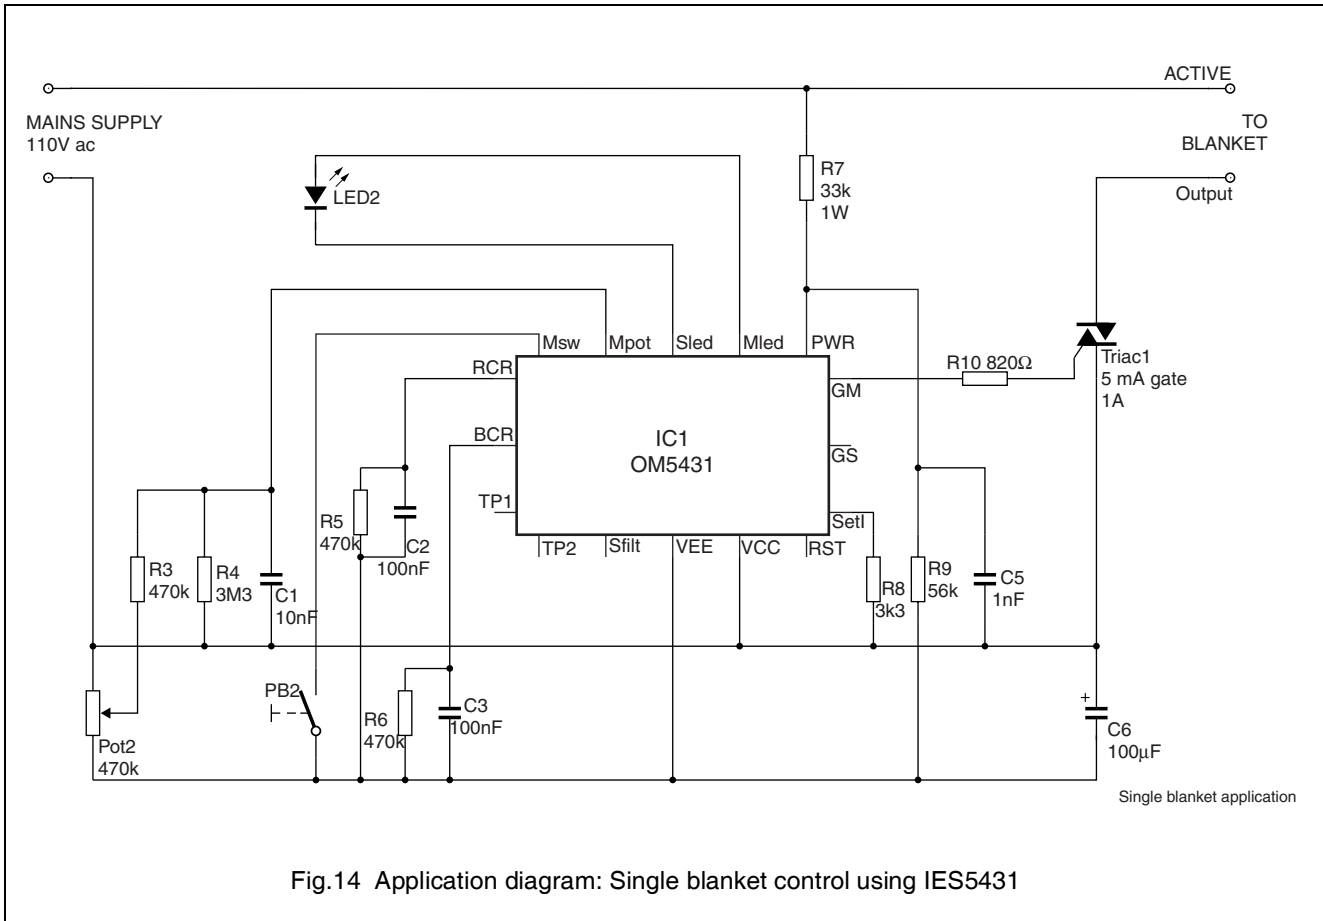 ACTIVE
MAINS SUPPLY
110V ac
TO
BLANKET
R7
33k
1W
LED2
Output
Msw
Mpot
Sled
Mled
PWR
RCR
R10 820Ω
GM
Triac1
5 mA gate
1A
BCR
IC1
OM5431
GS
TP1
SetI
R5
470k
C2
100nF
TP2
Sfilt
VEE
VCC
RST
R3
470k
R4
3M3
C1
10nF
R8
3k3
R9
56k
C5
1nF
PB2
R6
470k
C3
100nF
+
C6
100µF
Pot2
470k
Single blanket application
Fig.14 Application diagram: Single blanket control using IES5431